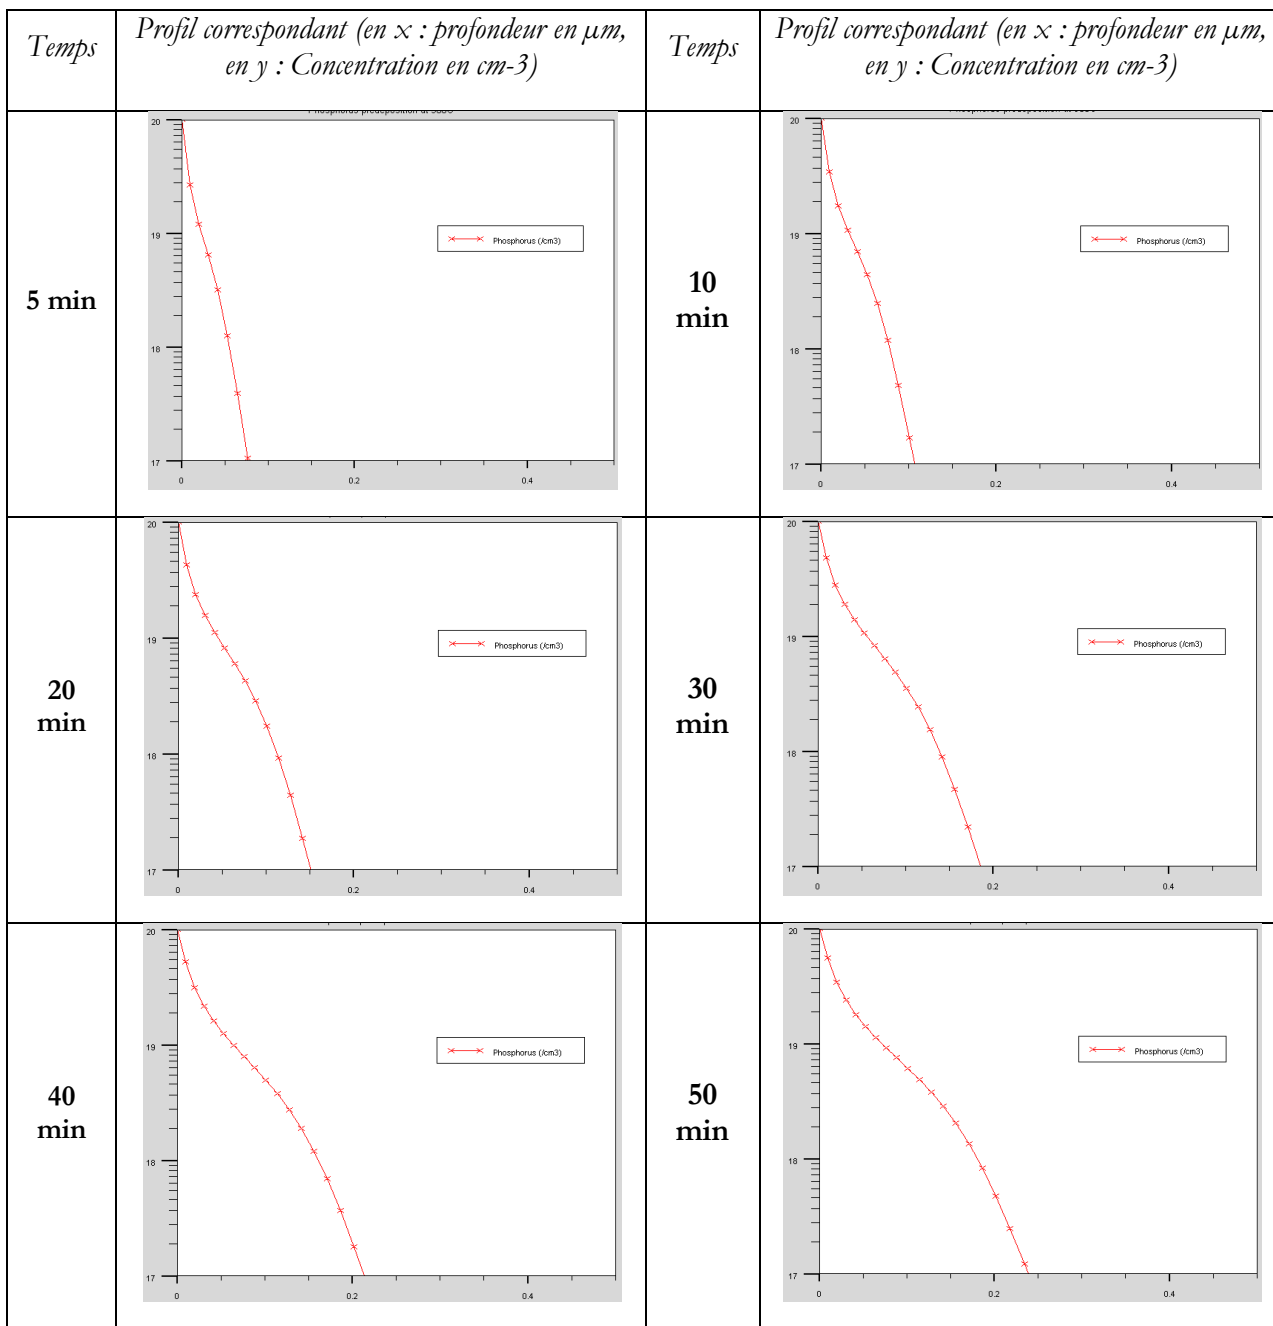 Temps
Profil correspondant (en x : profondeur en μm,
en y : Concentration en cm-3)
Temps
Profil correspondant (en x : profondeur en μm,
en y : Concentration en cm-3)
5 min
20
19
18
17
0
0.2
0.4
Phosphorus (/cm3)
10
min
20
19
18
17
0
0.2
0.4
Phosphorus (/cm3)
20
min
20
19
18
17
0
0.2
0.4
Phosphorus (/cm3)
30
min
20
19
18
17
0
0.2
0.4
Phosphorus (/cm3)
40
min
20
19
18
17
0
0.2
0.4
Phosphorus (/cm3)
50
min
20
19
18
17
0
0.2
0.4
Phosphorus (/cm3)